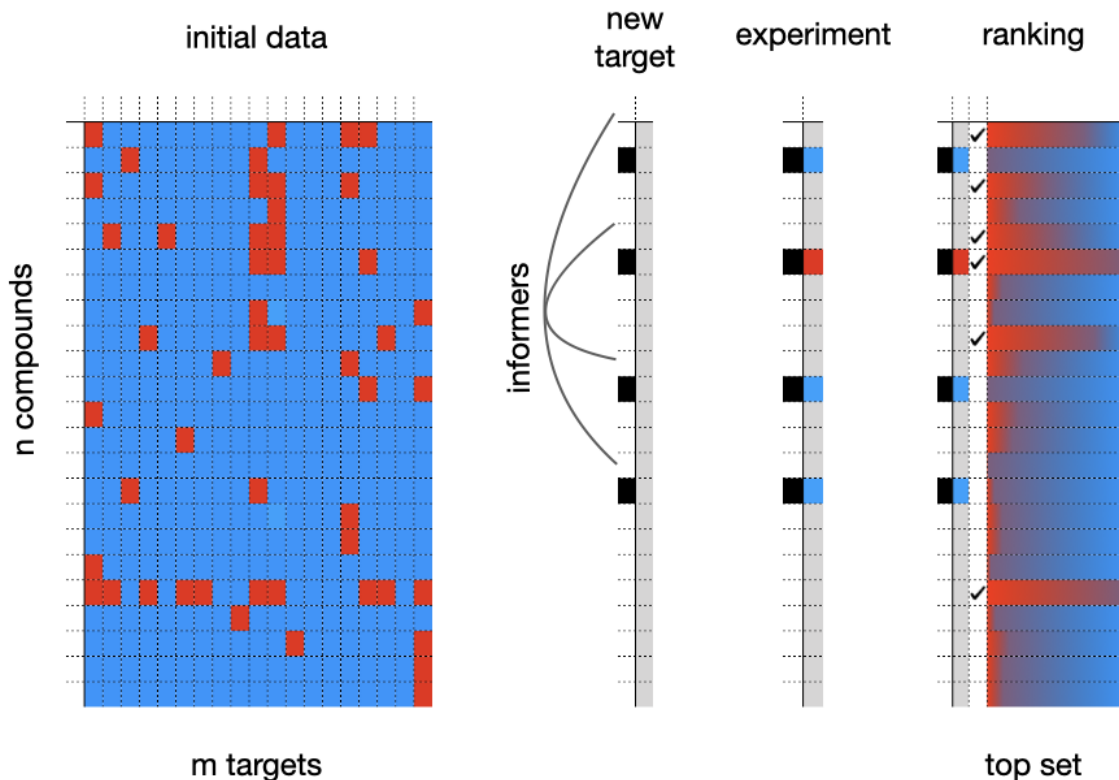 initial data
new
target
experiment
ranking
n compounds
informers
m targets
top set